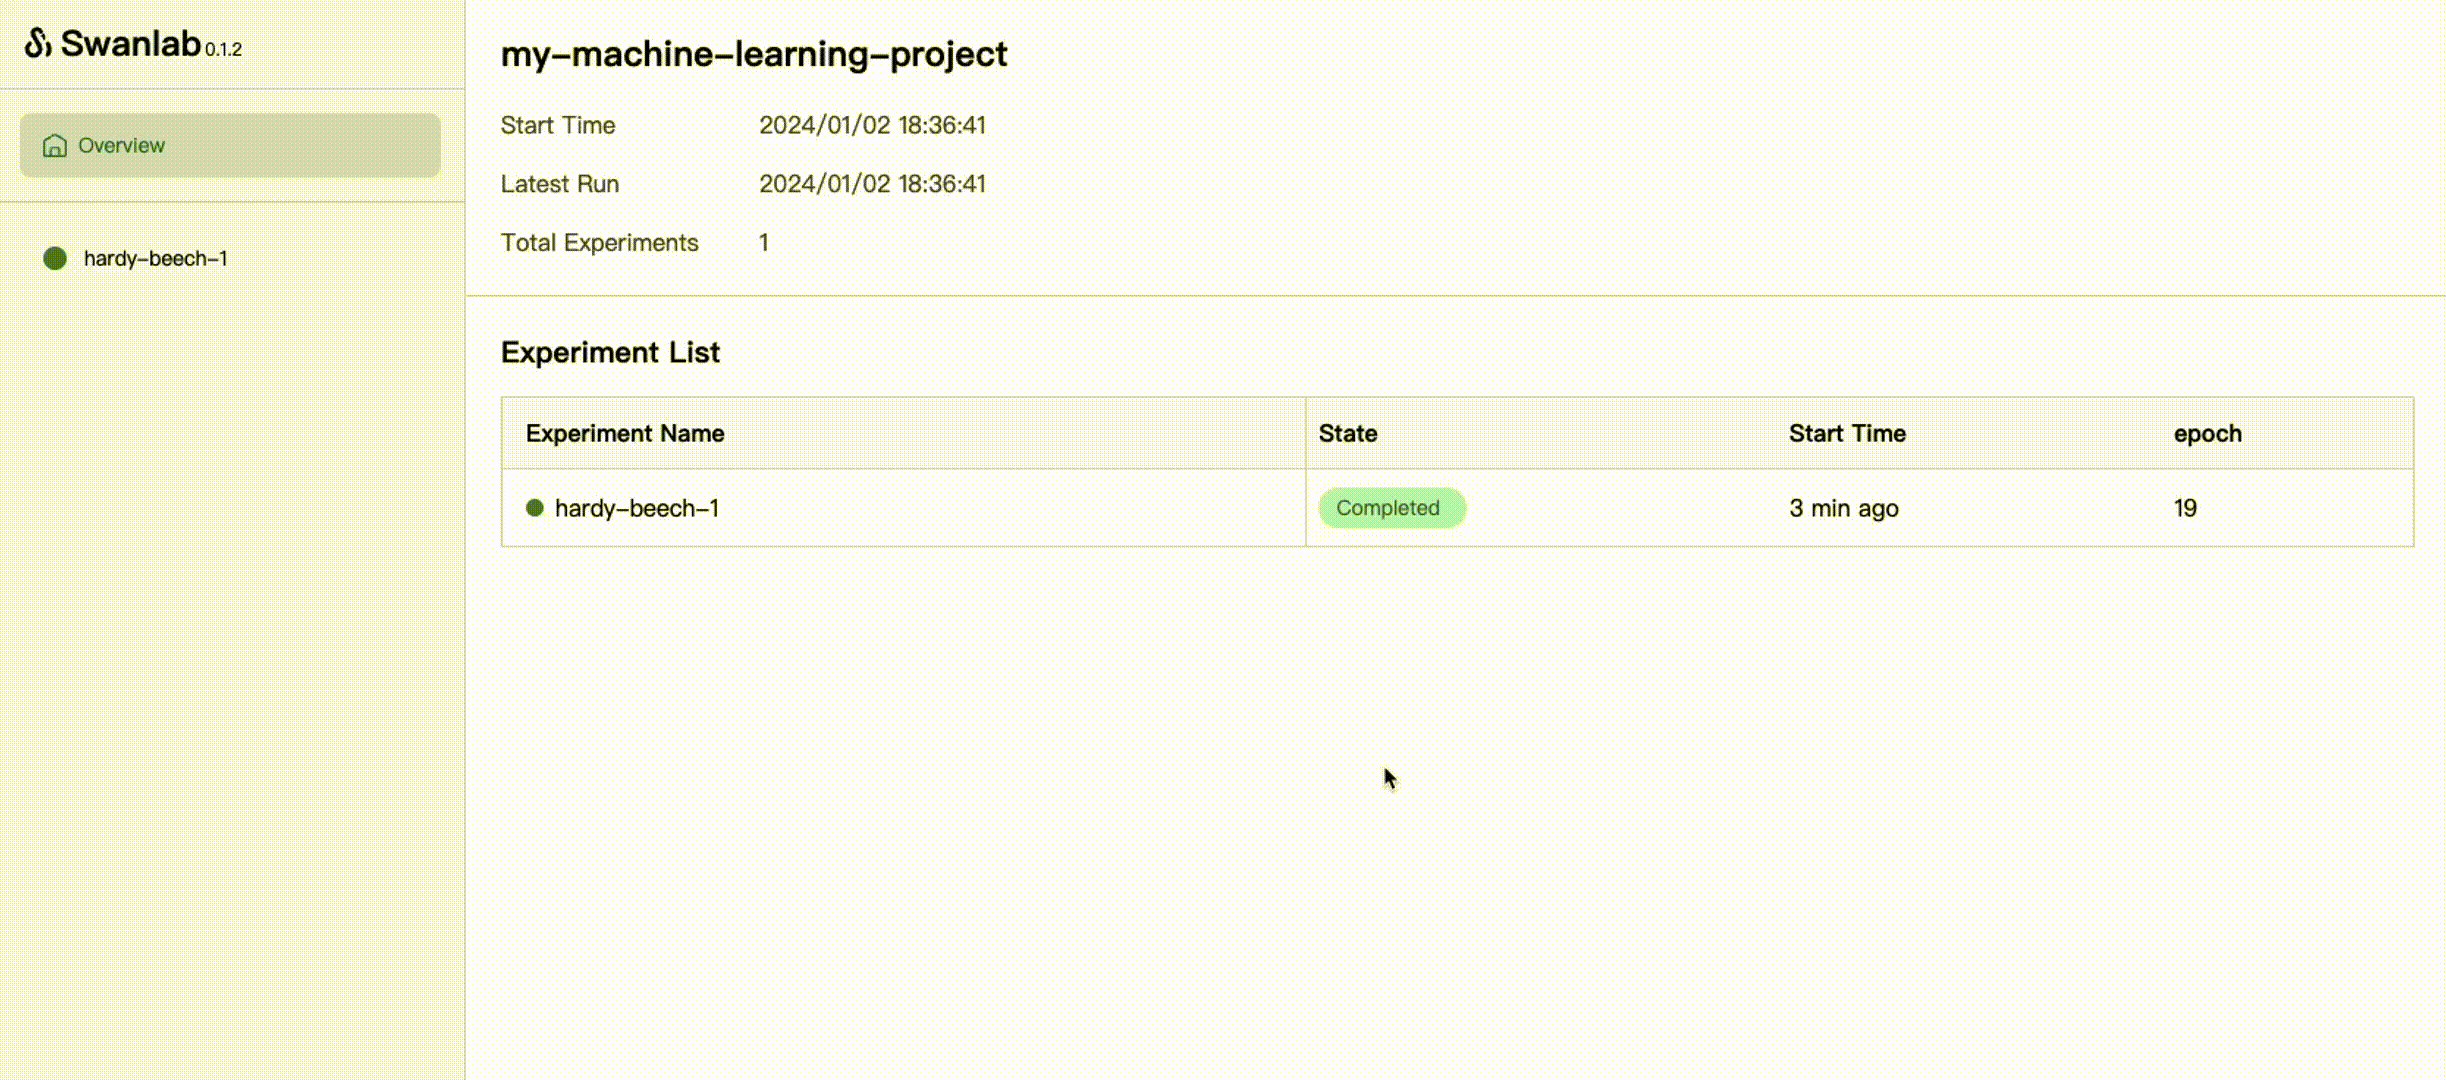 Swanlab 0.1.2
Overview
hardy-beech-1
my-machine-learning-project
Start Time 2024/01/02 18:36:41
Latest Run 2024/01/02 18:36:41
Total Experiments 1
Experiment List
Experiment Name State Start Time epoch
hardy-beech-1 Completed 3 min ago 19